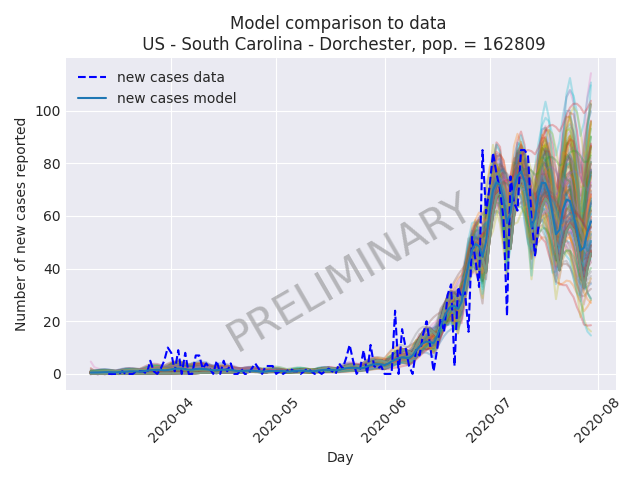 Model comparison to data
US - South Carolina - Dorchester, pop. = 162809
new cases data
new cases model
PRELIMINARY
Number of new cases reported
100
80
60
40
20
0
2020-04
2020-05
2020-06
2020-07
2020-08
Day